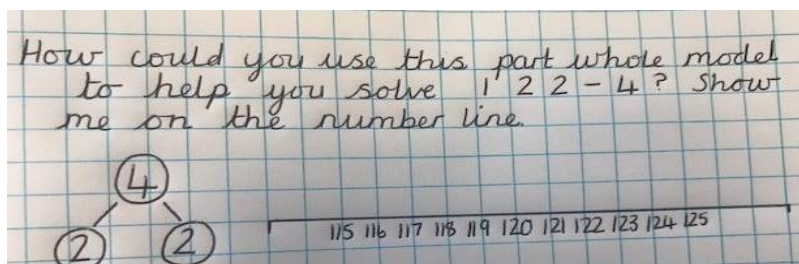 How could you use this part whole model
to help you solve 122 - 4? Show
me on the number line.
4
2 2
115 116 117 118 119 120 121 122 123 124 125